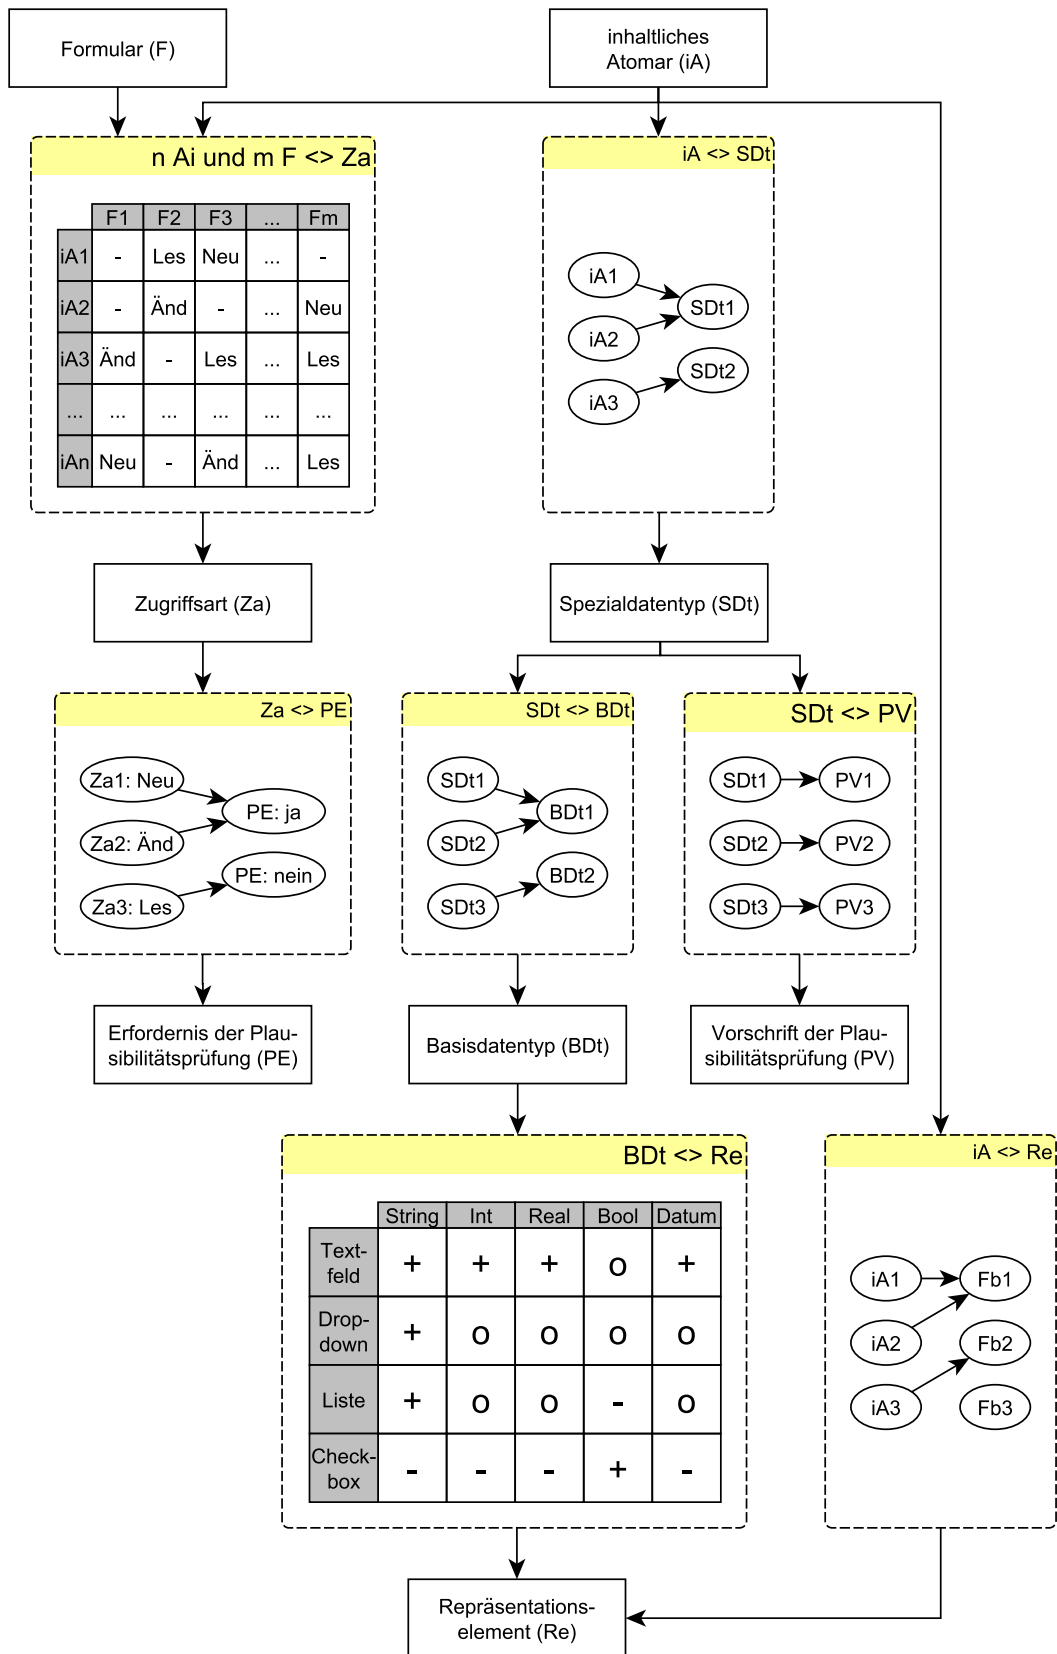 Formular (F)
inhaltliches
Atomar (iA)
n Ai und m F <> Za
F1 F2 F3 ... Fm
iA1 - Les Neu ... -
iA2 - Änd - ... Neu
iA3 Änd - Les ... Les
... ... ... ... ... ...
iAn Neu - Änd ... Les
iA <> SDt
iA1
SDt1
iA2
SDt2
iA3
Zugriffsart (Za)
Spezialdatentyp (SDt)
Za <> PE
Za1: Neu
PE: ja
Za2: Änd
PE: nein
Za3: Les
SDt <> BDt
SDt1
BDt1
SDt2
BDt2
SDt3
SDt <> PV
SDt1 PV1
SDt2 PV2
SDt3 PV3
Erfordernis der Plau-
sibilitätsprüfung (PE)
Basisdatentyp (BDt)
Vorschrift der Plau-
sibilitätsprüfung (PV)
BDt <> Re
String Int Real Bool Datum
Text-
feld + + + o +
Drop-
down + o o o o
Liste + o o - o
Check-
box - - - + -
iA <> Re
iA1 Fb1
iA2 Fb2
iA3 Fb3
Repräsentations-
element (Re)